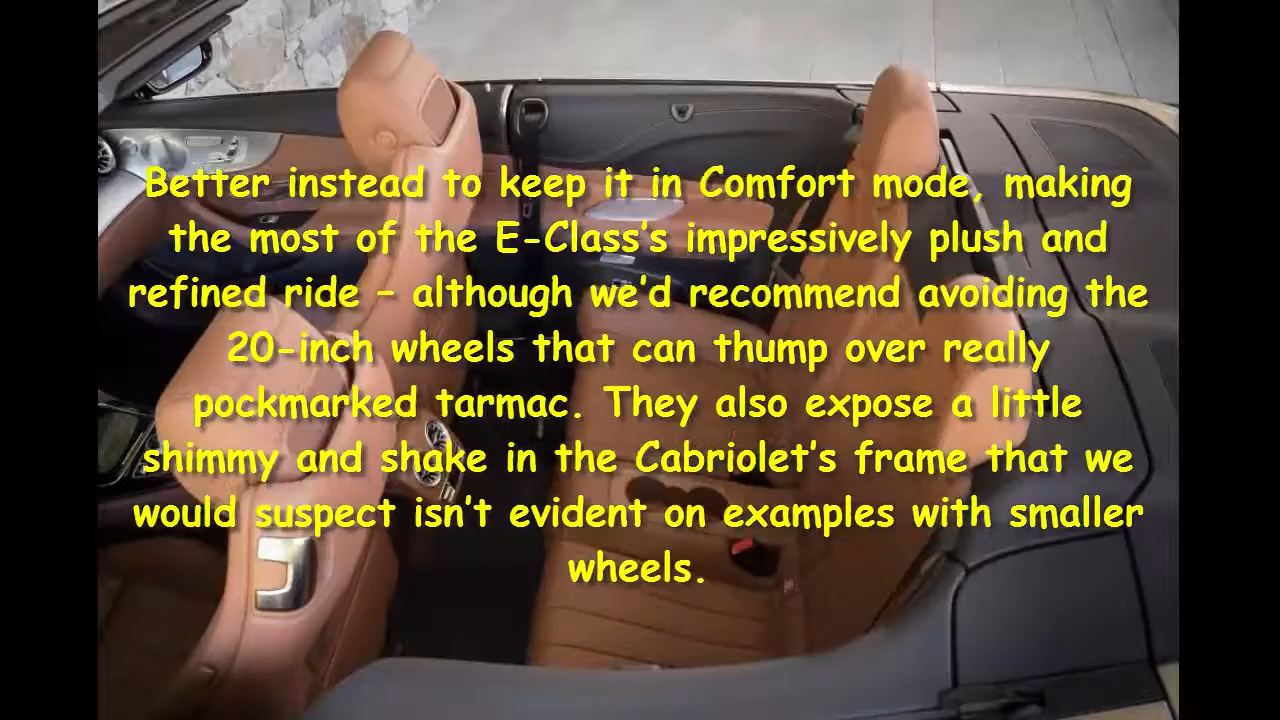 Better instead to keep it in Comfort mode, making
the most of the E-Class’s impressively plush and
refined ride – although we’d recommend avoiding the
20-inch wheels that can thump over really
pockmarked tarmac. They also expose a little
shimmy and shake in the Cabriolet’s frame that we
would suspect isn’t evident on examples with smaller
wheels.